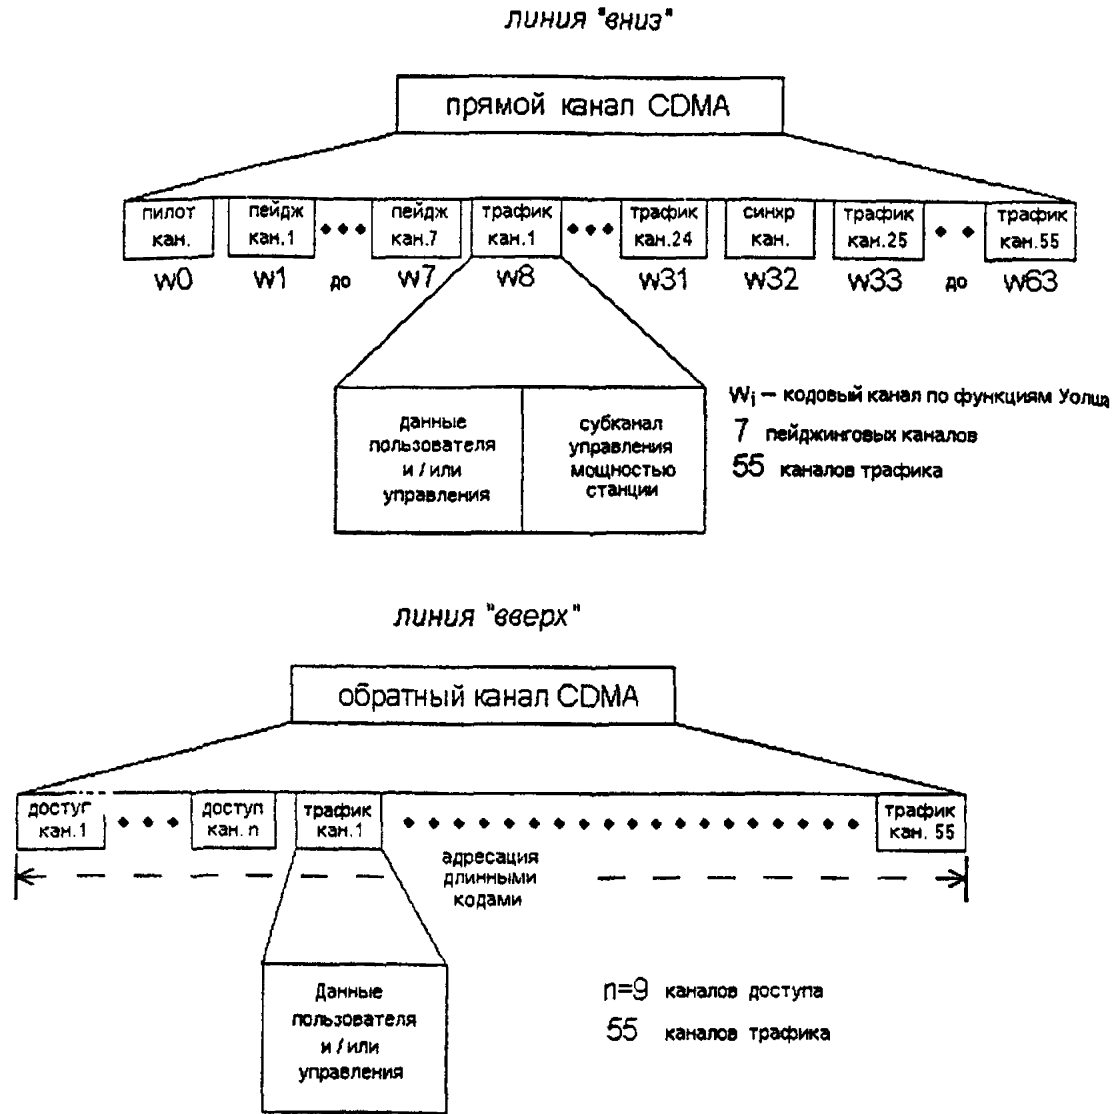 линия "вниз"
прямой канал CDMA
пилот кан.
пейдж кан.1
пейдж кан.7
трафик кан.1
трафик кан.24
синхр кан.
трафик кан.25
трафик кан.55
w0 w1 до w7 w8 w31 w32 w33 до w63
данные
пользователя
и / или
управления
субканал
управления
мощностью
станции
Wi – кодовый канал по функциям Уолша
7 пейджинговых каналов
55 каналов трафика
линия "вверх"
обратный канал CDMA
доступ кан.1
доступ кан. n
трафик кан.1
трафик кан. 55
адресация
длинными
кодами
Данные
пользователя
и / или
управления
n=9 каналов доступа
55 каналов трафика